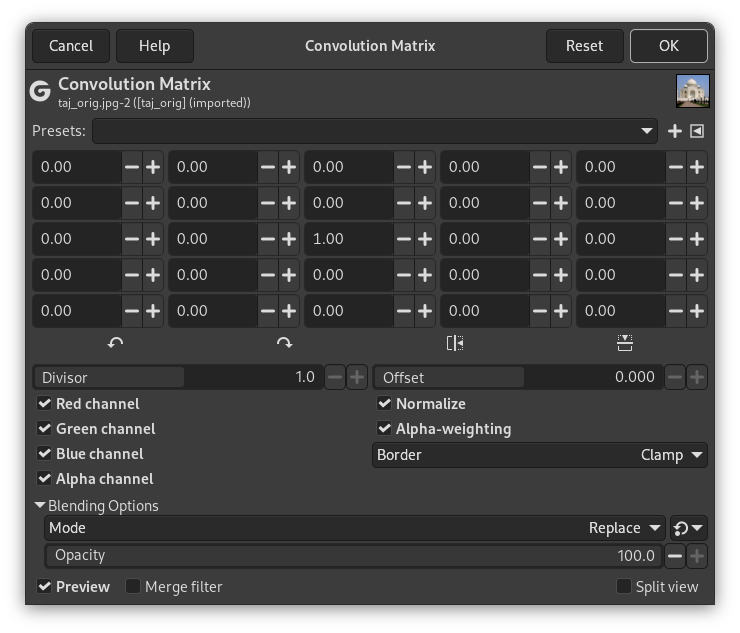 Cancel Help Convolution Matrix Reset OK
Convolution Matrix
taj_orig.jpg-2 ([taj_orig] (imported))
Presets:
0.00 0.00 0.00 0.00 0.00
0.00 0.00 0.00 0.00 0.00
0.00 0.00 1.00 0.00 0.00
0.00 0.00 0.00 0.00 0.00
0.00 0.00 0.00 0.00 0.00
Divisor 1.0 Offset 0.000
Red channel Normalize
Green channel Alpha-weighting
Blue channel Border Clamp
Alpha channel
Blending Options
Mode Replace
Opacity 100.0
Preview Merge filter Split view